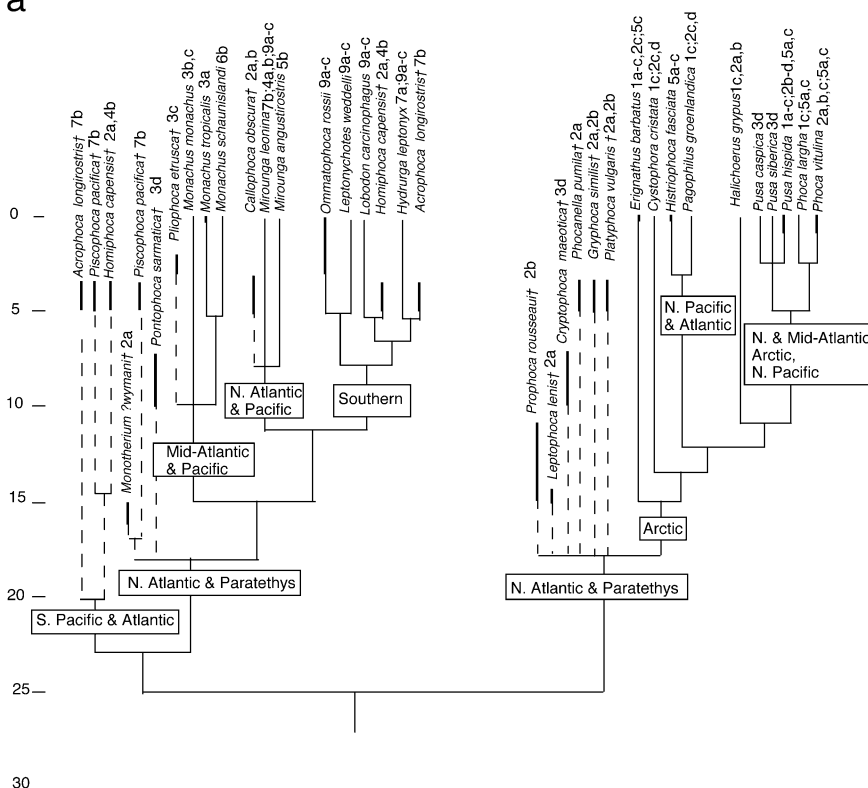 a
Acrophoca longirostris† 7b
Piscophoca pacifica† 7b
Homiphoca capensis† 2a,4b
Monotherium ?wymani† 2a
Piscophoca pacifica† 7b
Pontophoca sarmatica† 3d
Pliophoca etrusca† 3c
Monachus monachus 3b,c
Monachus tropicalis 3a
Monachus schaunislandi 6b
Callophoca obscura† 2a,b
Mirounga leonina7b;4a,b;9a-c
Mirounga angustirostris 5b
Ommatophoca rossii 9a-c
Leptonychotes weddelli 9a-c
Lobodon carcinophagus 9a-c
Homiphoca capensis† 2a,4b
Hydrurga leptonyx 7a;9a-c
Acrophoca longirostris† 7b
Prophoca rousseaui† 2b
Leptophoca lenis† 2a
Cryptophoca maeotica† 3d
Phocanella pumila† 2a
Gryphoca similis† 2a,2b
Platyphoca vulgaris † 2a,2b
Erignathus barbatus 1a-c,2c;5c
Cystophora cristata 1c;2c,d
Histriophoca fasciata 5a-c
Pagophilus groenlandica 1c;2c,d
Halichoerus grypus1c,2a,b
Pusa caspica 3d
Pusa siberica 3d
Pusa hispida 1a-c;2b-d,5a,c
Phoca largha 1c;5a,c
Phoca vitulina 2a,b,c;5a,c
0
5
10
15
20
25
30
N. Pacific
& Atlantic
N. & Mid-Atlantic
Arctic,
N. Pacific
N. Atlantic
& Pacific
Southern
Mid-Atlantic
& Pacific
Arctic
N. Atlantic & Paratethys
N. Atlantic & Paratethys
S. Pacific & Atlantic